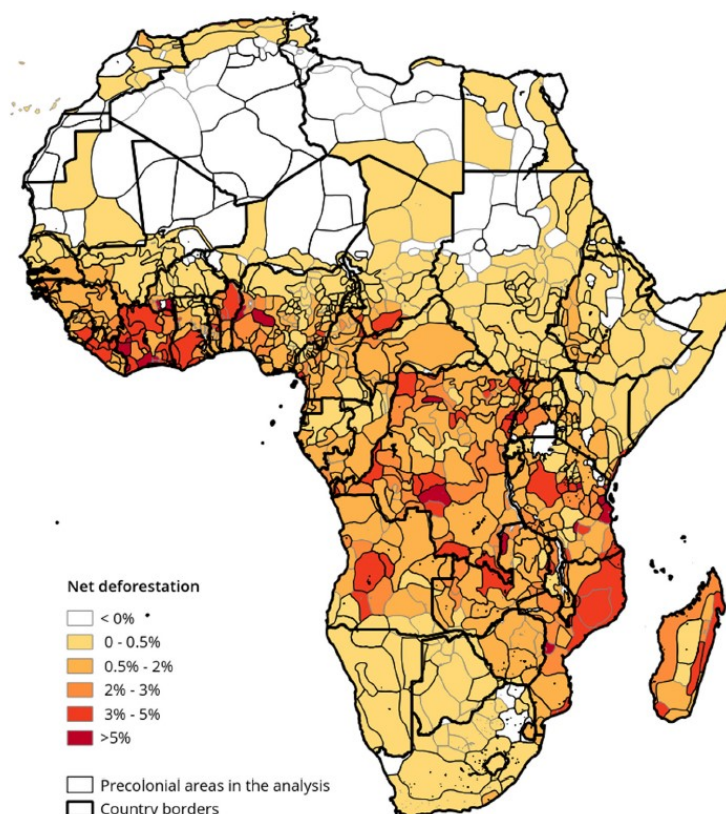 Net deforestation
< 0%
0 - 0.5%
0.5% - 2%
2% - 3%
3% - 5%
>5%
Precolonial areas in the analysis
Country borders